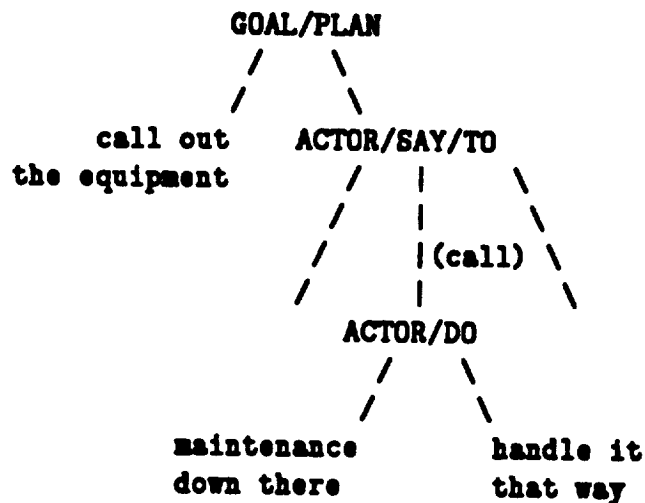 GOAL/PLAN
call out
the equipment
ACTOR/SAY/TO
(call)
ACTOR/DO
maintenance
down there
handle it
that way